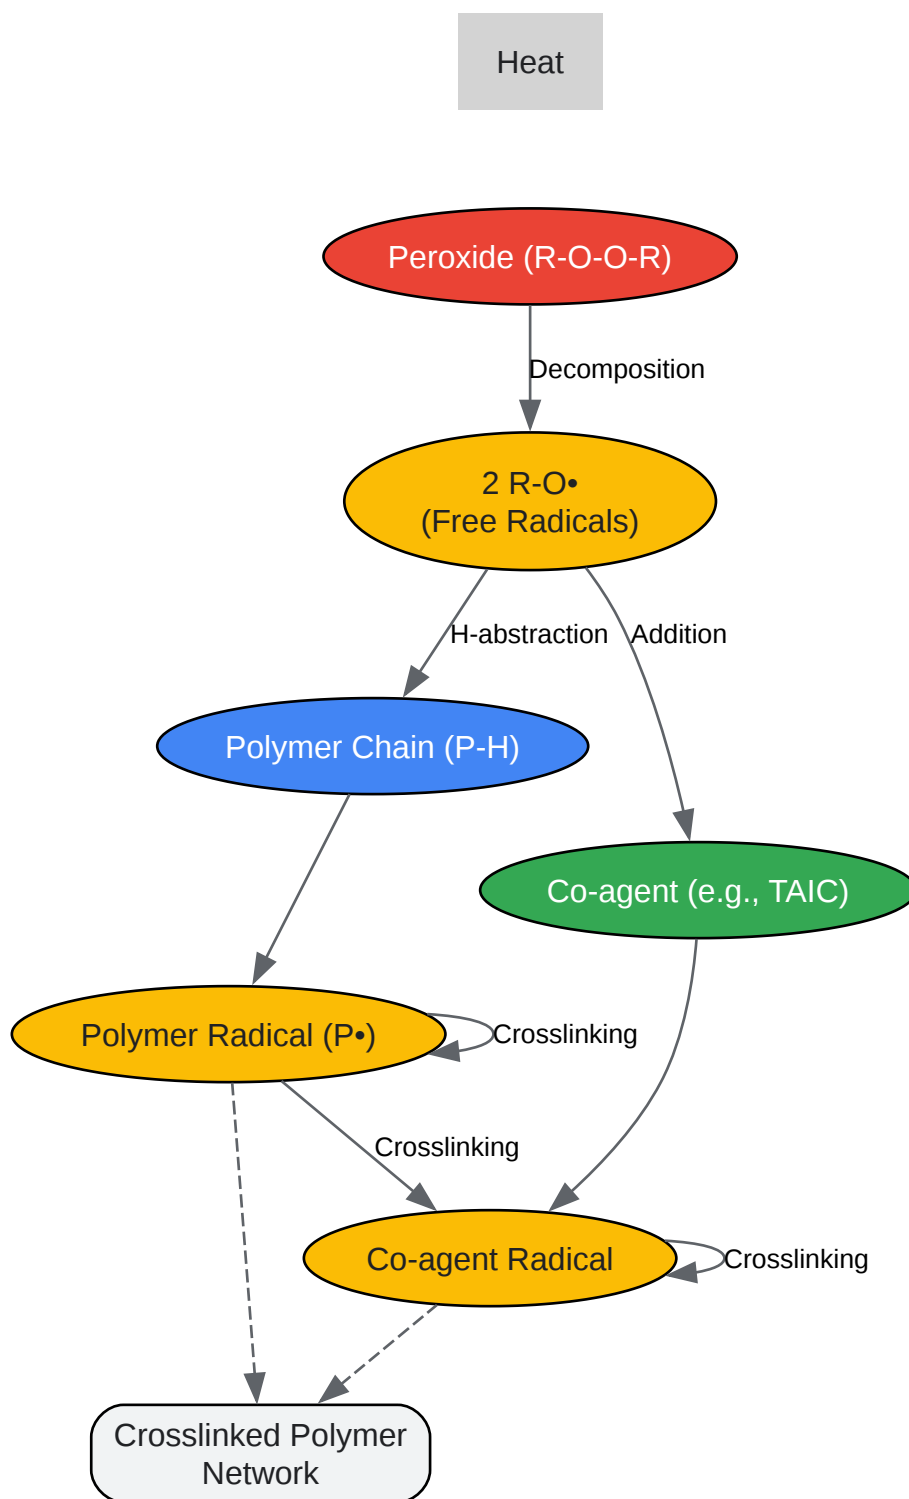 Heat
Peroxide (R-O-O-R)
Decomposition
2 R-O•
(Free Radicals)
H-abstraction
Addition
Polymer Chain (P-H)
Co-agent (e.g., TAIC)
Polymer Radical (P•)
Crosslinking
Crosslinking
Co-agent Radical
Crosslinking
Crosslinked Polymer
Network